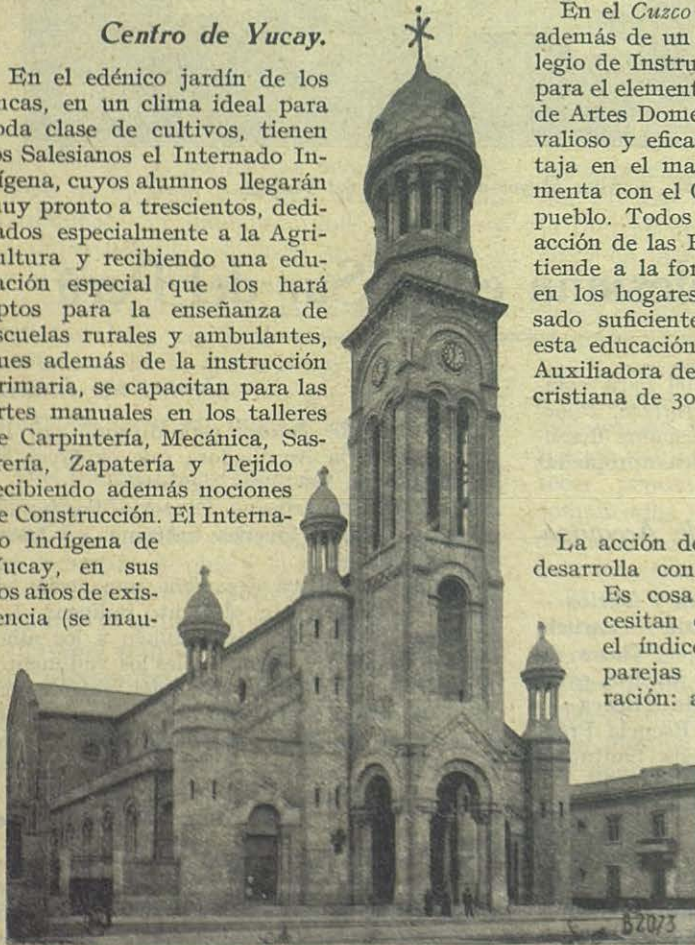 Centro de Yucay.
En el edénico jardín de los
ncas, en un clima ideal para
oda clase de cultivos, tienen
os Salesianos el Internado In-
ígena, cuyos alumnos llegarán
uy pronto a trescientos, dedi-
ados especialmente a la Agri-
ultura y recibiendo una edu-
ación especial que los hará
ptos para la enseñanza de
scuelas rurales y ambulantes,
ues además de la instrucción
rimaria, se capacitan para las
rtes manuales en los talleres
e Carpintería, Mecánica, Sas-
rería, Zapatería y Tejido
ecibiendo además nociones
e Construcción. El Interna-
o Indígena de
ucay, en sus
os años de exis-
encia (se inau-
En el Cuzco
además de un
legio de Instru
para el element
de Artes Dome
valioso y efica
taja en el ma
menta con el
pueblo. Todos
acción de las
tiende a la for
en los hogares
sado suficiente
esta educación
Auxiliadora de
cristiana de 30
La acción de
desarrolla con
Es cosa
cesitan
el índice
parejas
ración: a
B2073